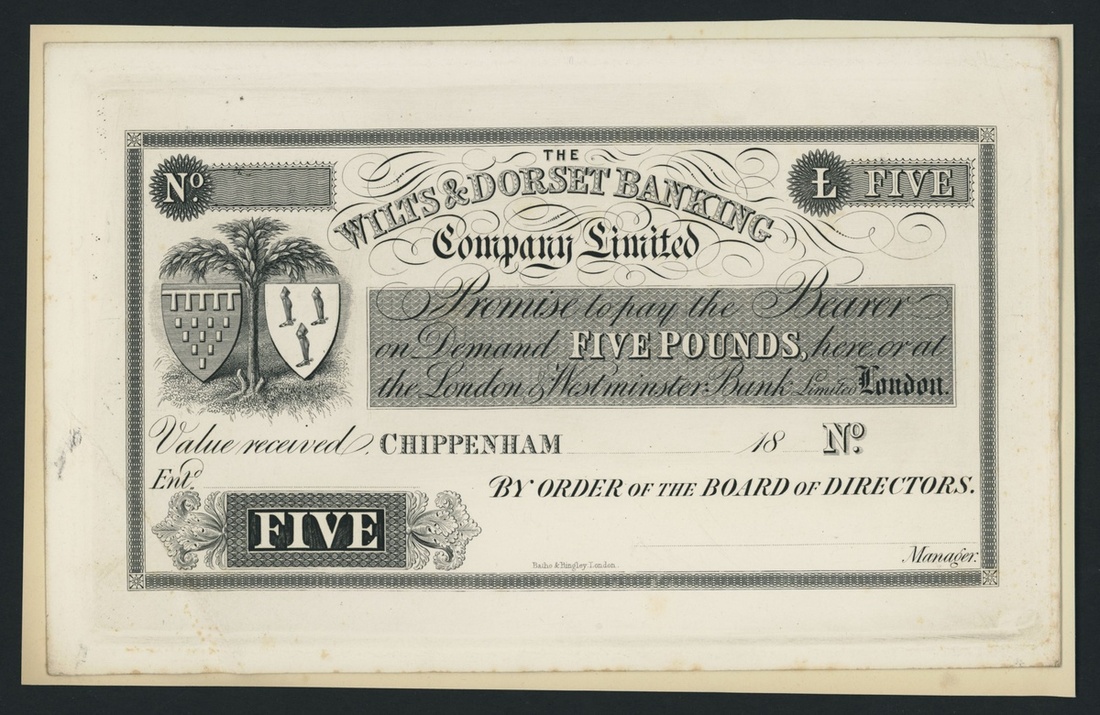 THE
No. WILTS & DORSET BANKING £ FIVE
Company Limited
Promise to pay the Bearer
on Demand FIVE POUNDS, here, or at
the London & Westminster Bank Limited London.
Value received. CHIPPENHAM 18 No.
Entd.
BY ORDER OF THE BOARD OF DIRECTORS.
FIVE
Manager.
Batho & Bingley. London.